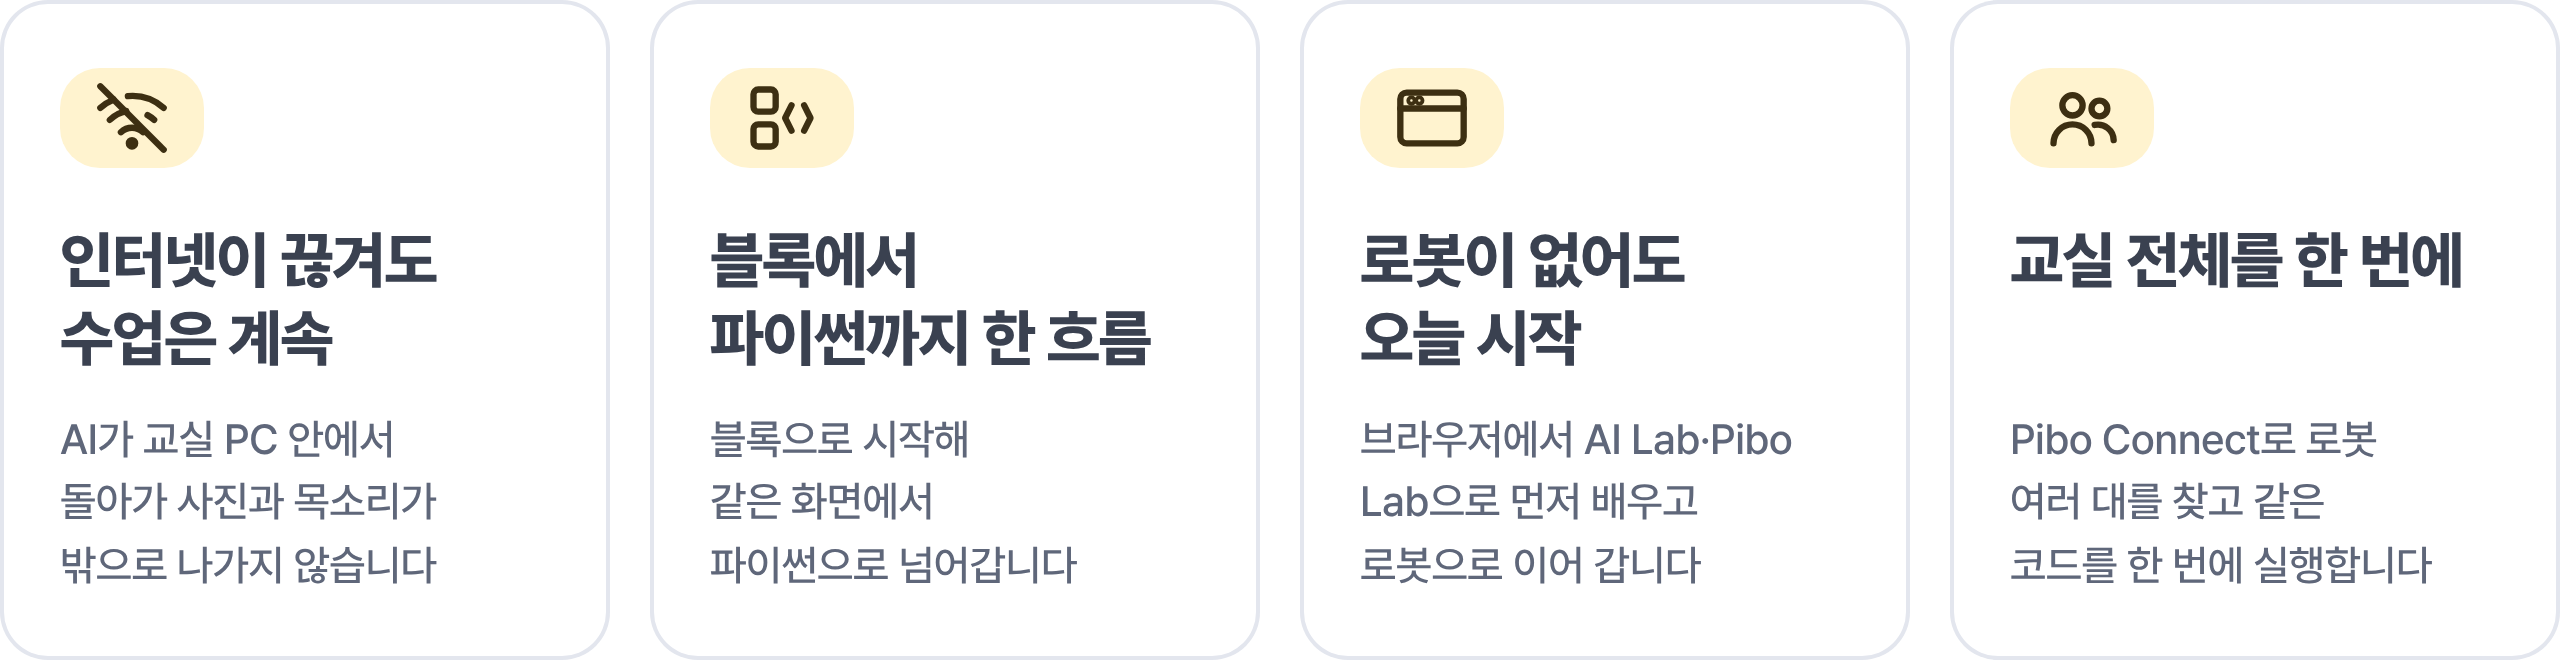 인터넷이 끊겨도
수업은 계속
AI가 교실 PC 안에서
돌아가 사진과 목소리가
밖으로 나가지 않습니다
블록에서
파이썬까지 한 흐름
블록으로 시작해
같은 화면에서
파이썬으로 넘어갑니다
로봇이 없어도
오늘 시작
브라우저에서 AI Lab·Pibo
Lab으로 먼저 배우고
로봇으로 이어 갑니다
교실 전체를 한 번에
Pibo Connect로 로봇
여러 대를 찾고 같은
코드를 한 번에 실행합니다